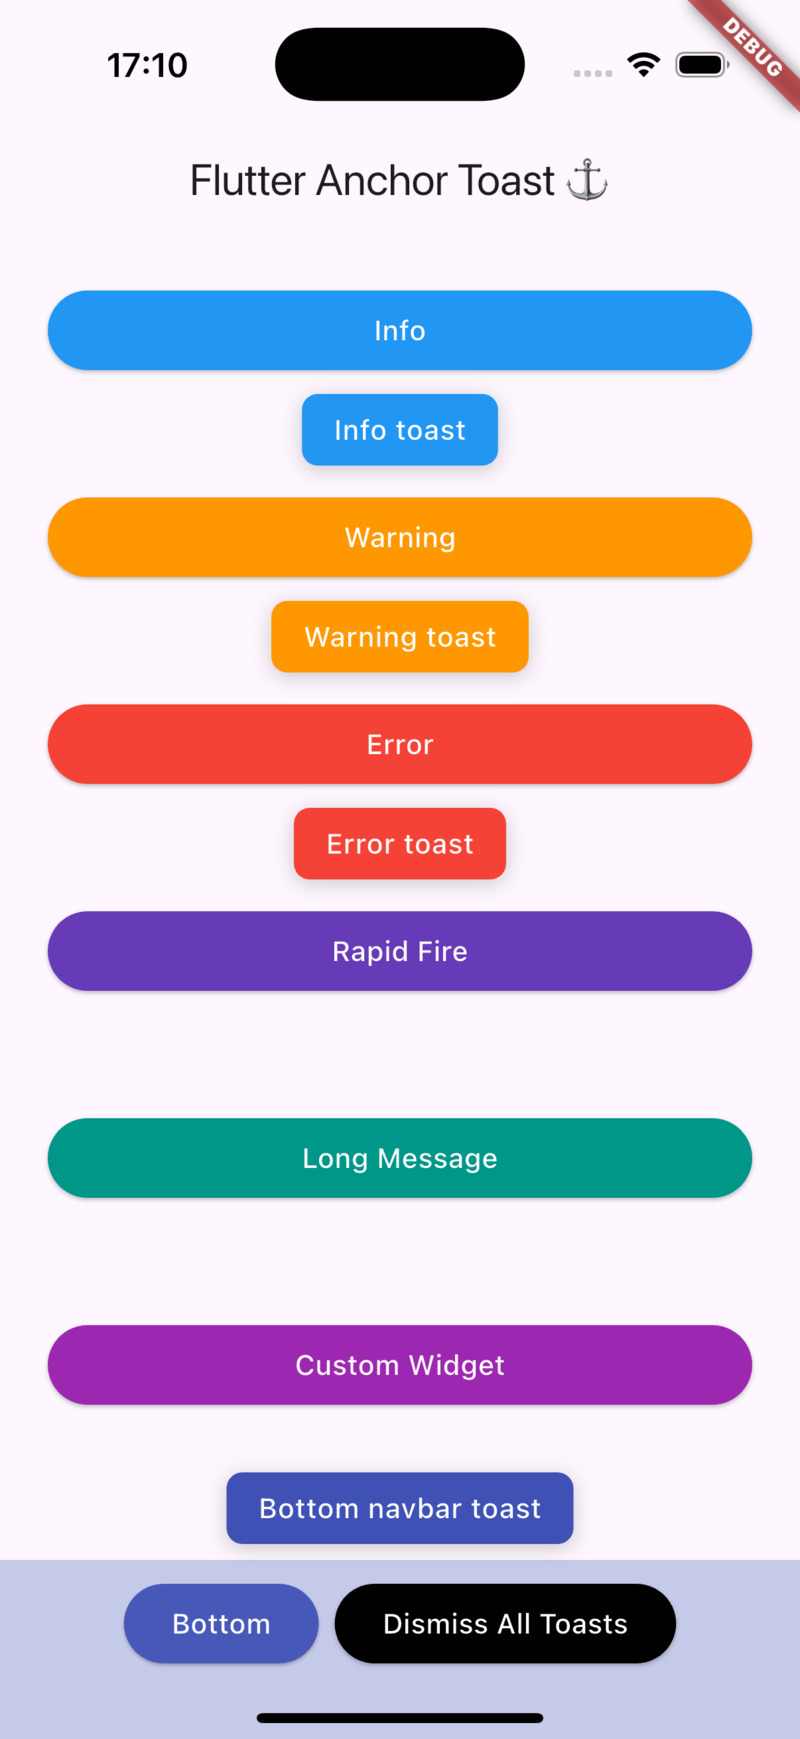 17:10
DEBUG
Flutter Anchor Toast ⚓
Info
Info toast
Warning
Warning toast
Error
Error toast
Rapid Fire
Long Message
Custom Widget
Bottom navbar toast
Bottom
Dismiss All Toasts